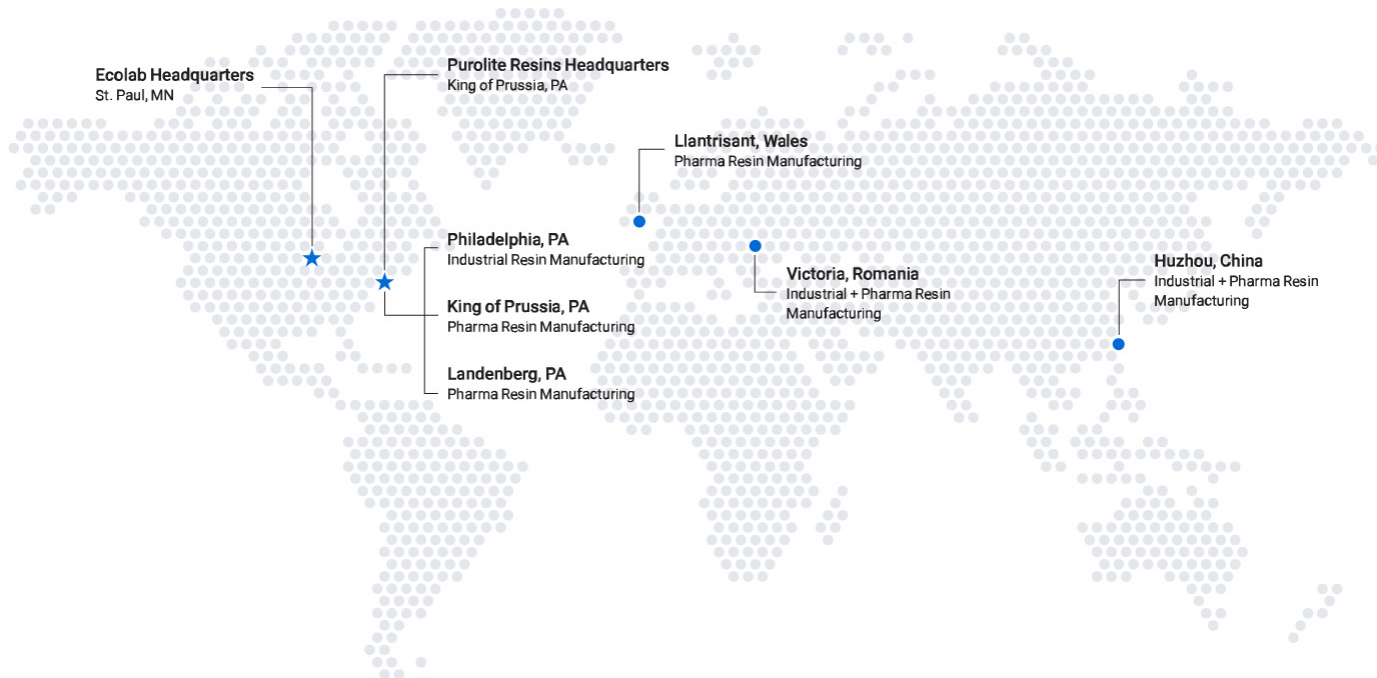 Ecolab Headquarters
St. Paul, MN
Purolite Resins Headquarters
King of Prussia, PA
Llantrisant, Wales
Pharma Resin Manufacturing
Philadelphia, PA
Industrial Resin Manufacturing
King of Prussia, PA
Pharma Resin Manufacturing
Landenberg, PA
Pharma Resin Manufacturing
Victoria, Romania
Industrial + Pharma Resin
Manufacturing
Huzhou, China
Industrial + Pharma Resin
Manufacturing